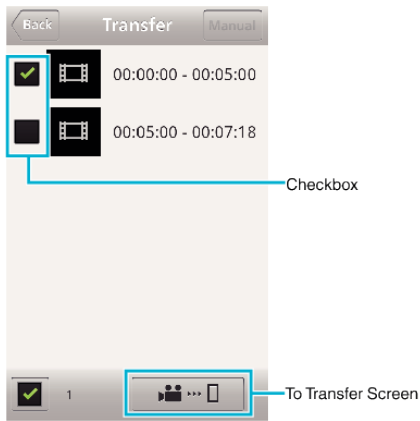 Back Transfer Manual
00:00:00 - 00:05:00
00:05:00 - 00:07:18
Checkbox
1
To Transfer Screen